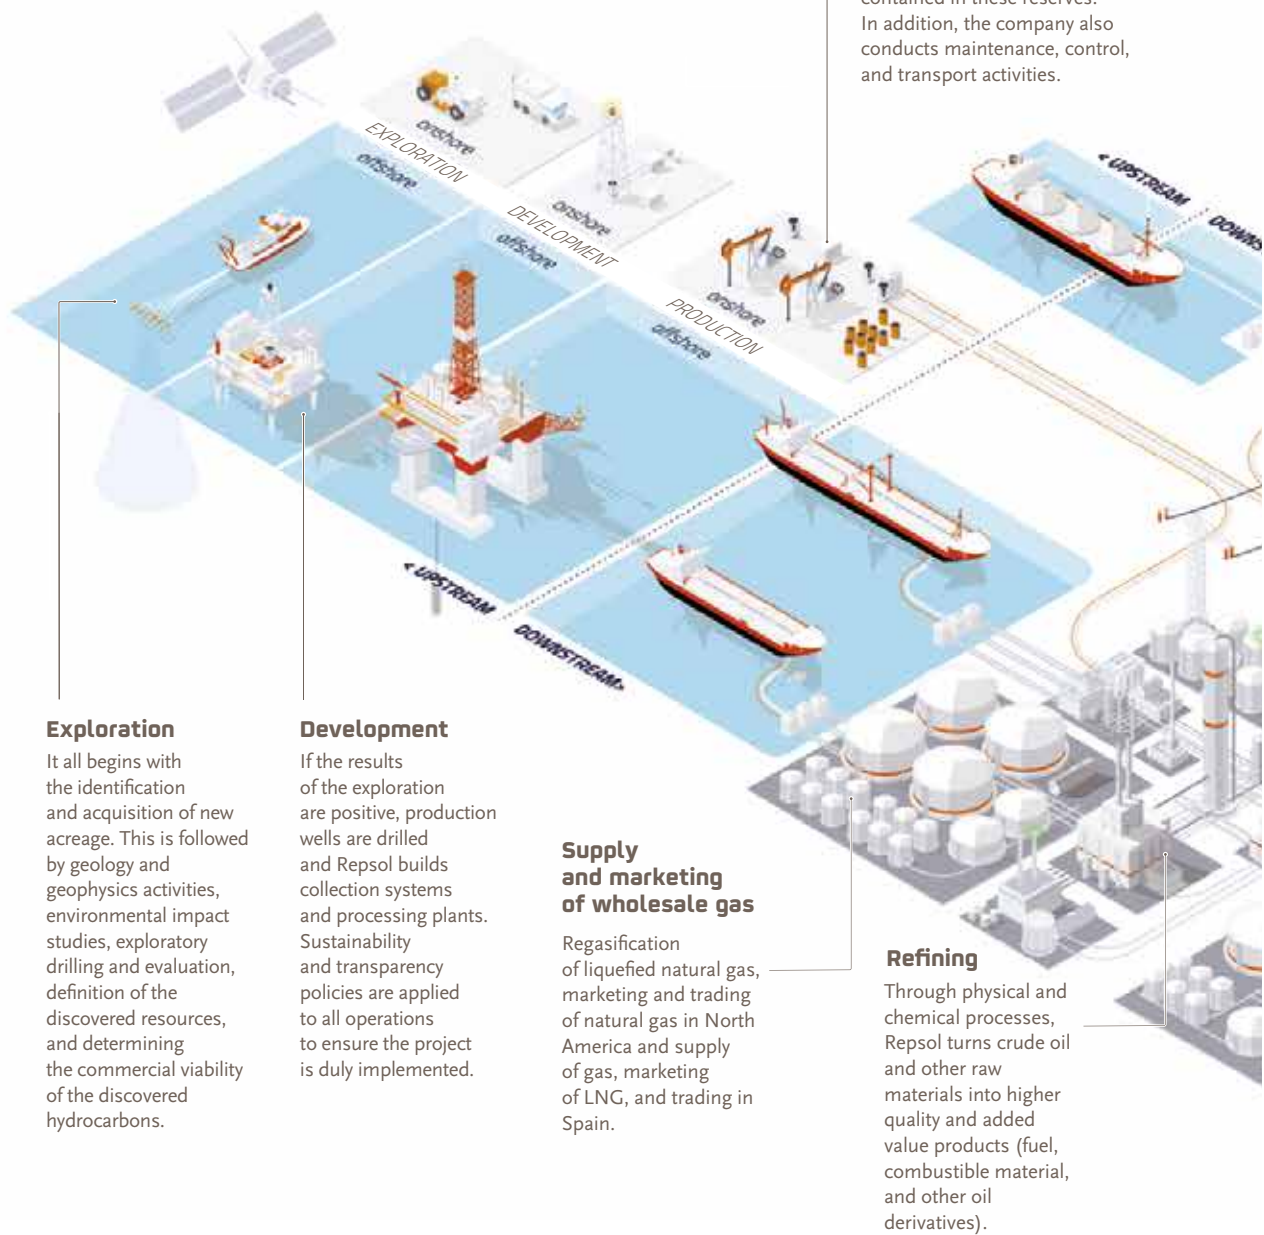 contained in these reserves.
In addition, the company also
conducts maintenance, control,
and transport activities.
onshore
EXPLORATION
offshore
onshore
DEVELOPMENT
offshore
onshore
PRODUCTION
offshore
< UPSTREAM
DOWNS
< UPSTREAM
DOWNSTREAM>
Exploration
It all begins with
the identification
and acquisition of new
acreage. This is followed
by geology and
geophysics activities,
environmental impact
studies, exploratory
drilling and evaluation,
definition of the
discovered resources,
and determining
the commercial viability
of the discovered
hydrocarbons.
Development
If the results
of the exploration
are positive, production
wells are drilled
and Repsol builds
collection systems
and processing plants.
Sustainability
and transparency
policies are applied
to all operations
to ensure the project
is duly implemented.
Supply
and marketing
of wholesale gas
Regasification
of liquefied natural gas,
marketing and trading
of natural gas in North
America and supply
of gas, marketing
of LNG, and trading in
Spain.
Refining
Through physical and
chemical processes,
Repsol turns crude oil
and other raw
materials into higher
quality and added
value products (fuel,
combustible material,
and other oil
derivatives).